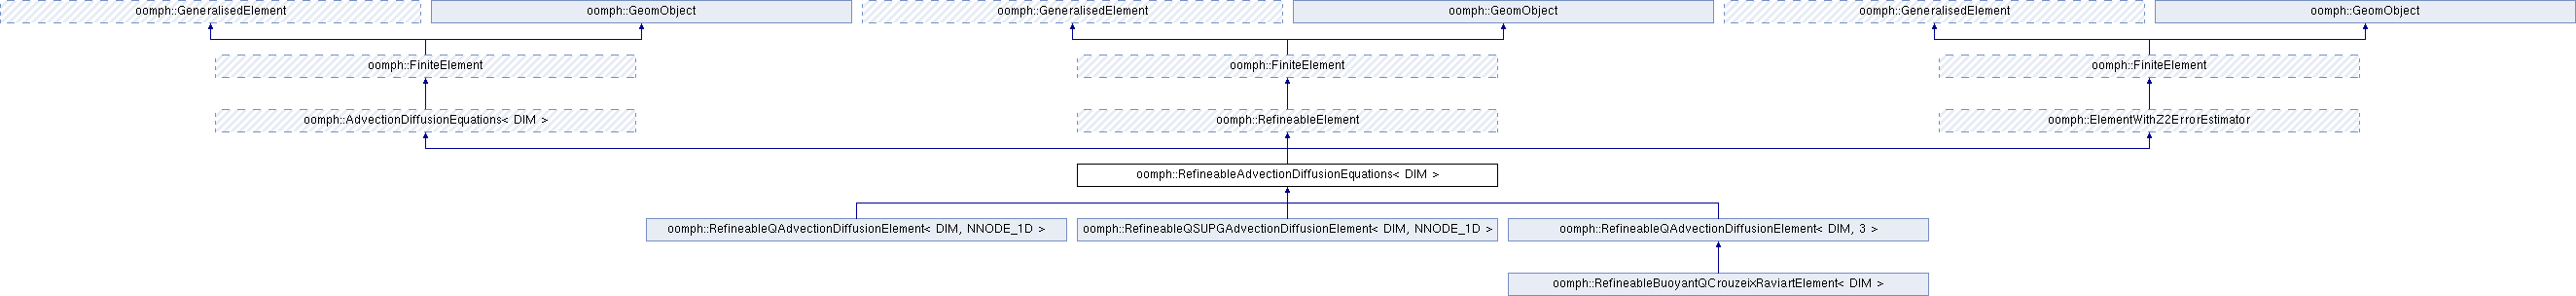 oomph::GeneralisedElement
oomph::GeomObject
oomph::GeneralisedElement
oomph::GeomObject
oomph::GeneralisedElement
oomph::GeomObject
oomph::FiniteElement
oomph::FiniteElement
oomph::FiniteElement
oomph::AdvectionDiffusionEquations< DIM >
oomph::RefineableElement
oomph::ElementWithZ2ErrorEstimator
oomph::RefineableAdvectionDiffusionEquations< DIM >
oomph::RefineableQAdvectionDiffusionElement< DIM, NNODE_1D >
oomph::RefineableQSUPGAdvectionDiffusionElement< DIM, NNODE_1D >
oomph::RefineableQAdvectionDiffusionElement< DIM, 3 >
oomph::RefineableBuoyantQCrouzeixRaviartElement< DIM >